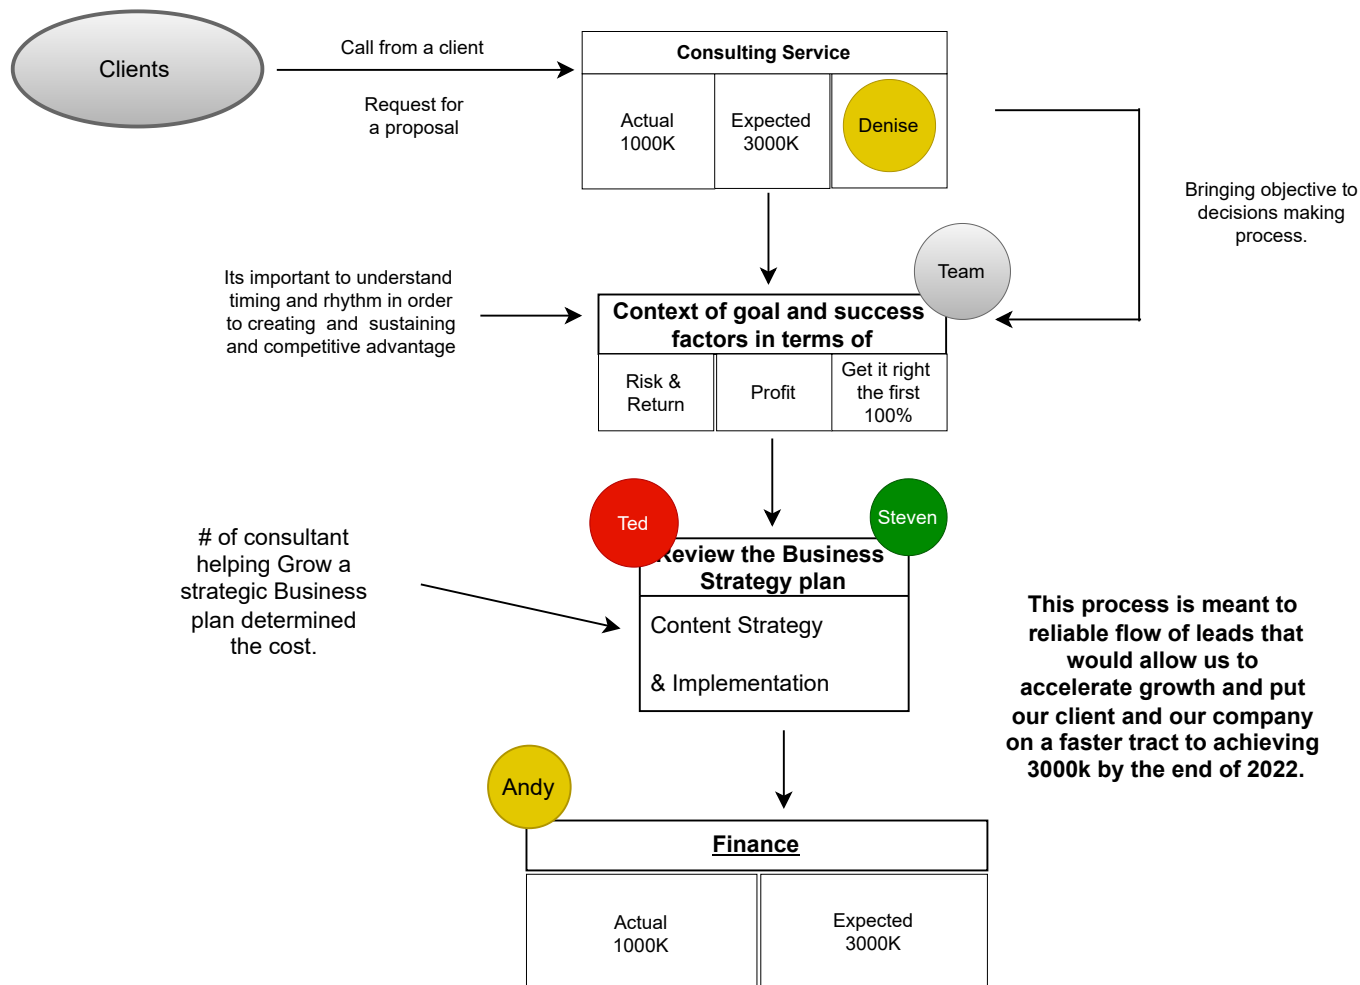 Clients
Call from a client
Request for
a proposal
Consulting Service
Actual
1000K
Expected
3000K
Denise
Bringing objective to
decisions making
process.
Team
Its important to understand
timing and rhythm in order
to creating and sustaining
and competitive advantage
Context of goal and success
factors in terms of
Risk &
Return
Profit
Get it right
the first
100%
Ted
Steven
# of consultant
helping Grow a
strategic Business
plan determined
the cost.
Review the Business
Strategy plan
Content Strategy
& Implementation
This process is meant to
reliable flow of leads that
would allow us to
accelerate growth and put
our client and our company
on a faster tract to achieving
3000k by the end of 2022.
Andy
Finance
Actual
1000K
Expected
3000K